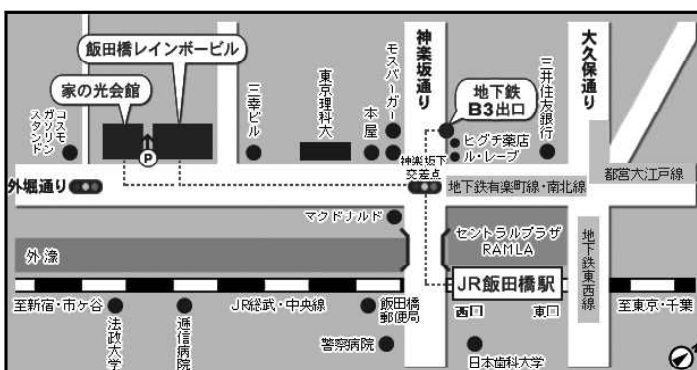 飯田橋レインボービル
家の光会館
コスモ
ガソリン
スタンド
P
三幸ビル
東京理科大
本屋
モスバーガー
神楽坂通り
地下鉄
B3出口
ヒグチ薬店
ル・レーブ
三井住友銀行
大久保通り
神楽坂下
交差点
外堀通り
地下鉄有楽町線・南北線
都営大江戸線
マクドナルド
セントラルプラザ
RAMLA
地下鉄東西線
外濠
JR飯田橋駅
至新宿・市ヶ谷
JR総武・中央線
飯田橋
郵便局
西口
東口
至東京・千葉
法政大学
逓信病院
警察病院
日本歯科大学